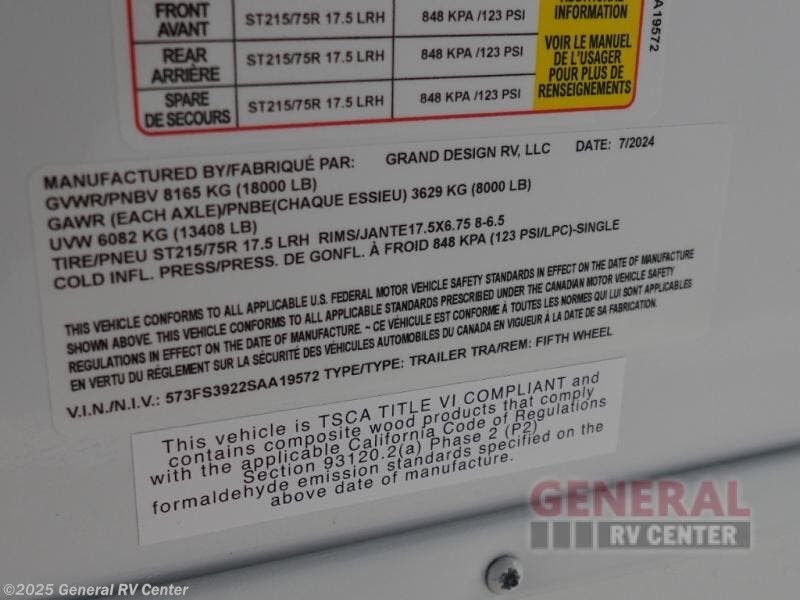 ADDITIONAL
INFORMATION
FRONT
AVANT
ST215/75R 17.5 LRH
848 KPA /123 PSI
REAR
ARRIÈRE
ST215/75R 17.5 LRH
848 KPA /123 PSI
SPARE
DE SECOURS
ST215/75R 17.5 LRH
848 KPA /123 PSI
VOIR LE MANUEL
DE L'USAGER
POUR PLUS DE
RENSEIGNEMENTS
A19572
MANUFACTURED BY/FABRIQUÉ PAR: GRAND DESIGN RV, LLC DATE: 7/2024
GVWR/PNBV 8165 KG (18000 LB)
GAWR (EACH AXLE)/PNBE(CHAQUE ESSIEU) 3629 KG (8000 LB)
UVW 6082 KG (13408 LB)
TIRE/PNEU ST215/75R 17.5 LRH RIMS/JANTE17.5X6.75 8-6.5
COLD INFL. PRESS/PRESS. DE GONFL. À FROID 848 KPA (123 PSI/LPC)-SINGLE
THIS VEHICLE CONFORMS TO ALL APPLICABLE U.S. FEDERAL MOTOR VEHICLE SAFETY STANDARDS IN EFFECT ON THE DATE OF MANUFACTURE
SHOWN ABOVE. THIS VEHICLE CONFORMS TO ALL APPLICABLE STANDARDS PRESCRIBED UNDER THE CANADIAN MOTOR VEHICLE SAFETY
REGULATIONS IN EFFECT ON THE DATE OF MANUFACTURE. ~ CE VÉHICULE EST CONFORME À TOUTES LES NORMES QUI LUI SONT APPLICABLES
EN VERTU DU RÈGLEMENT SUR LA SÉCURITÉ DES VÉHICULES AUTOMOBILES DU CANADA EN VIGUEUR À LA DATE DE SA FABRICATION.
V.I.N./N.I.V.: 573FS3922SAA19572 TYPE/TYPE: TRAILER TRA/REM: FIFTH WHEEL
This vehicle is TSCA TITLE VI COMPLIANT and
contains composite wood products that comply
with the applicable California Code of Regulations
Section 93120.2(a) Phase 2 (P2)
formaldehyde emission standards specified on the
above date of manufacture.
GENERAL
RV CENTER
©2025 General RV Center